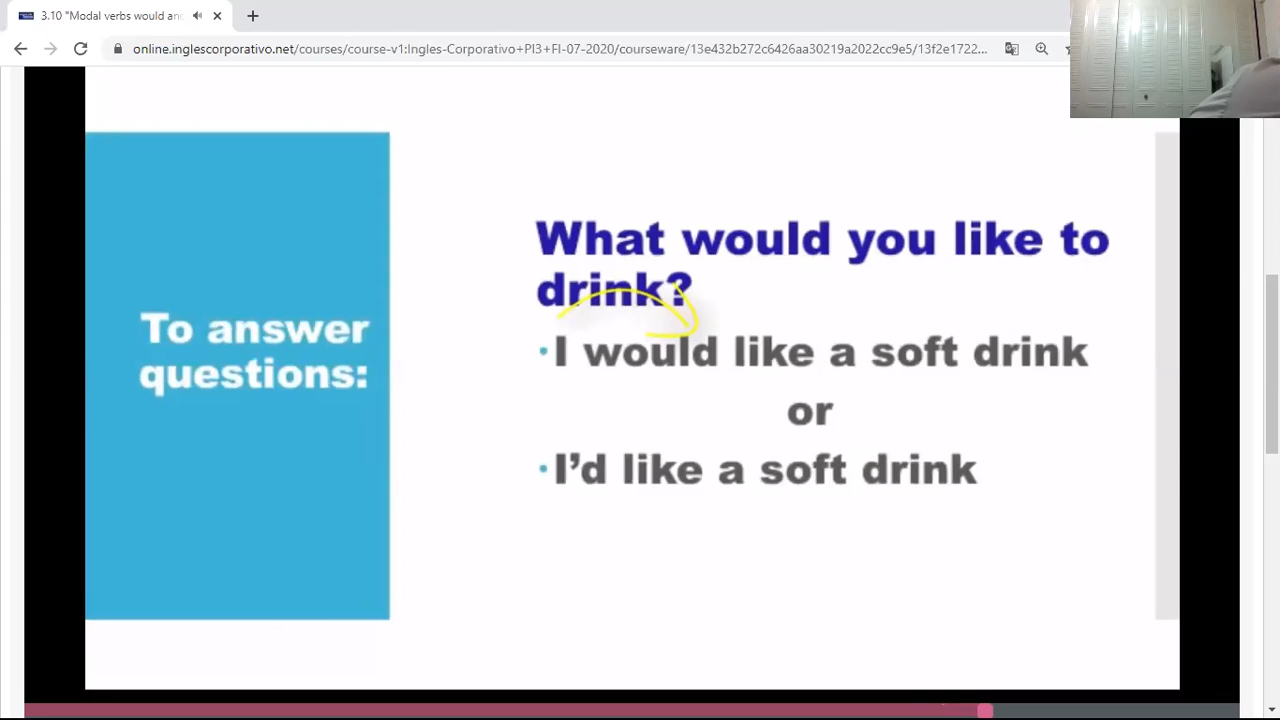 3.10 "Modal verbs would an
online.inglescorporativo.net/courses/course-v1:Ingles-Corporativo+PI3+FI-07-2020/courseware/13e432b272c6426aa30219a2022cc9e5/13f2e1722...
To answer
questions:
What would you like to
drink?
•I would like a soft drink
or
•I’d like a soft drink